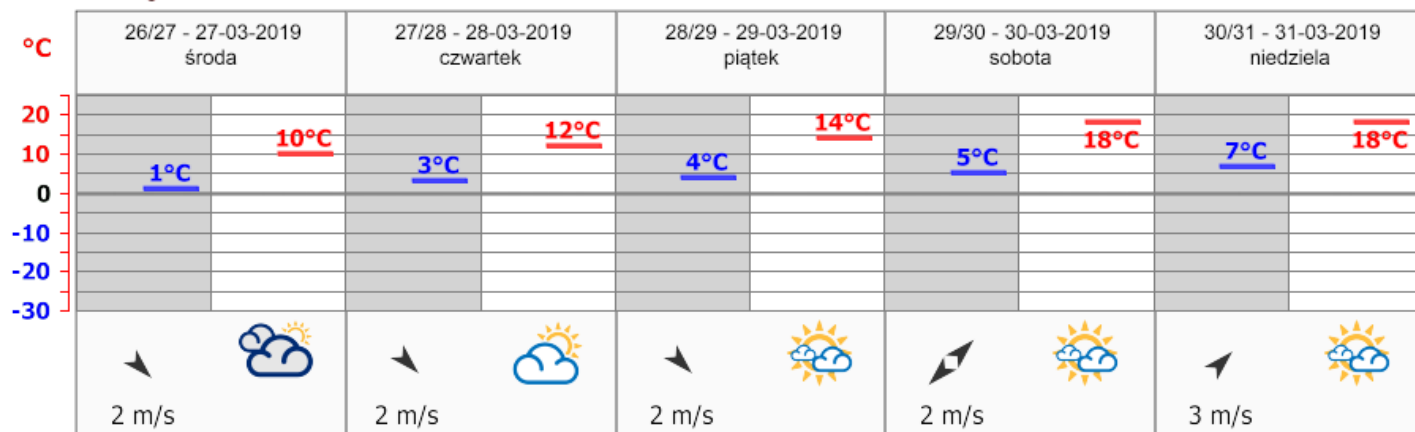 °C
26/27 - 27-03-2019
środa
27/28 - 28-03-2019
czwartek
28/29 - 29-03-2019
piątek
29/30 - 30-03-2019
sobota
30/31 - 31-03-2019
niedziela
20
10
0
-10
-20
-30
1°C
10°C
3°C
12°C
4°C
14°C
5°C
18°C
7°C
18°C
2 m/s
2 m/s
2 m/s
2 m/s
3 m/s